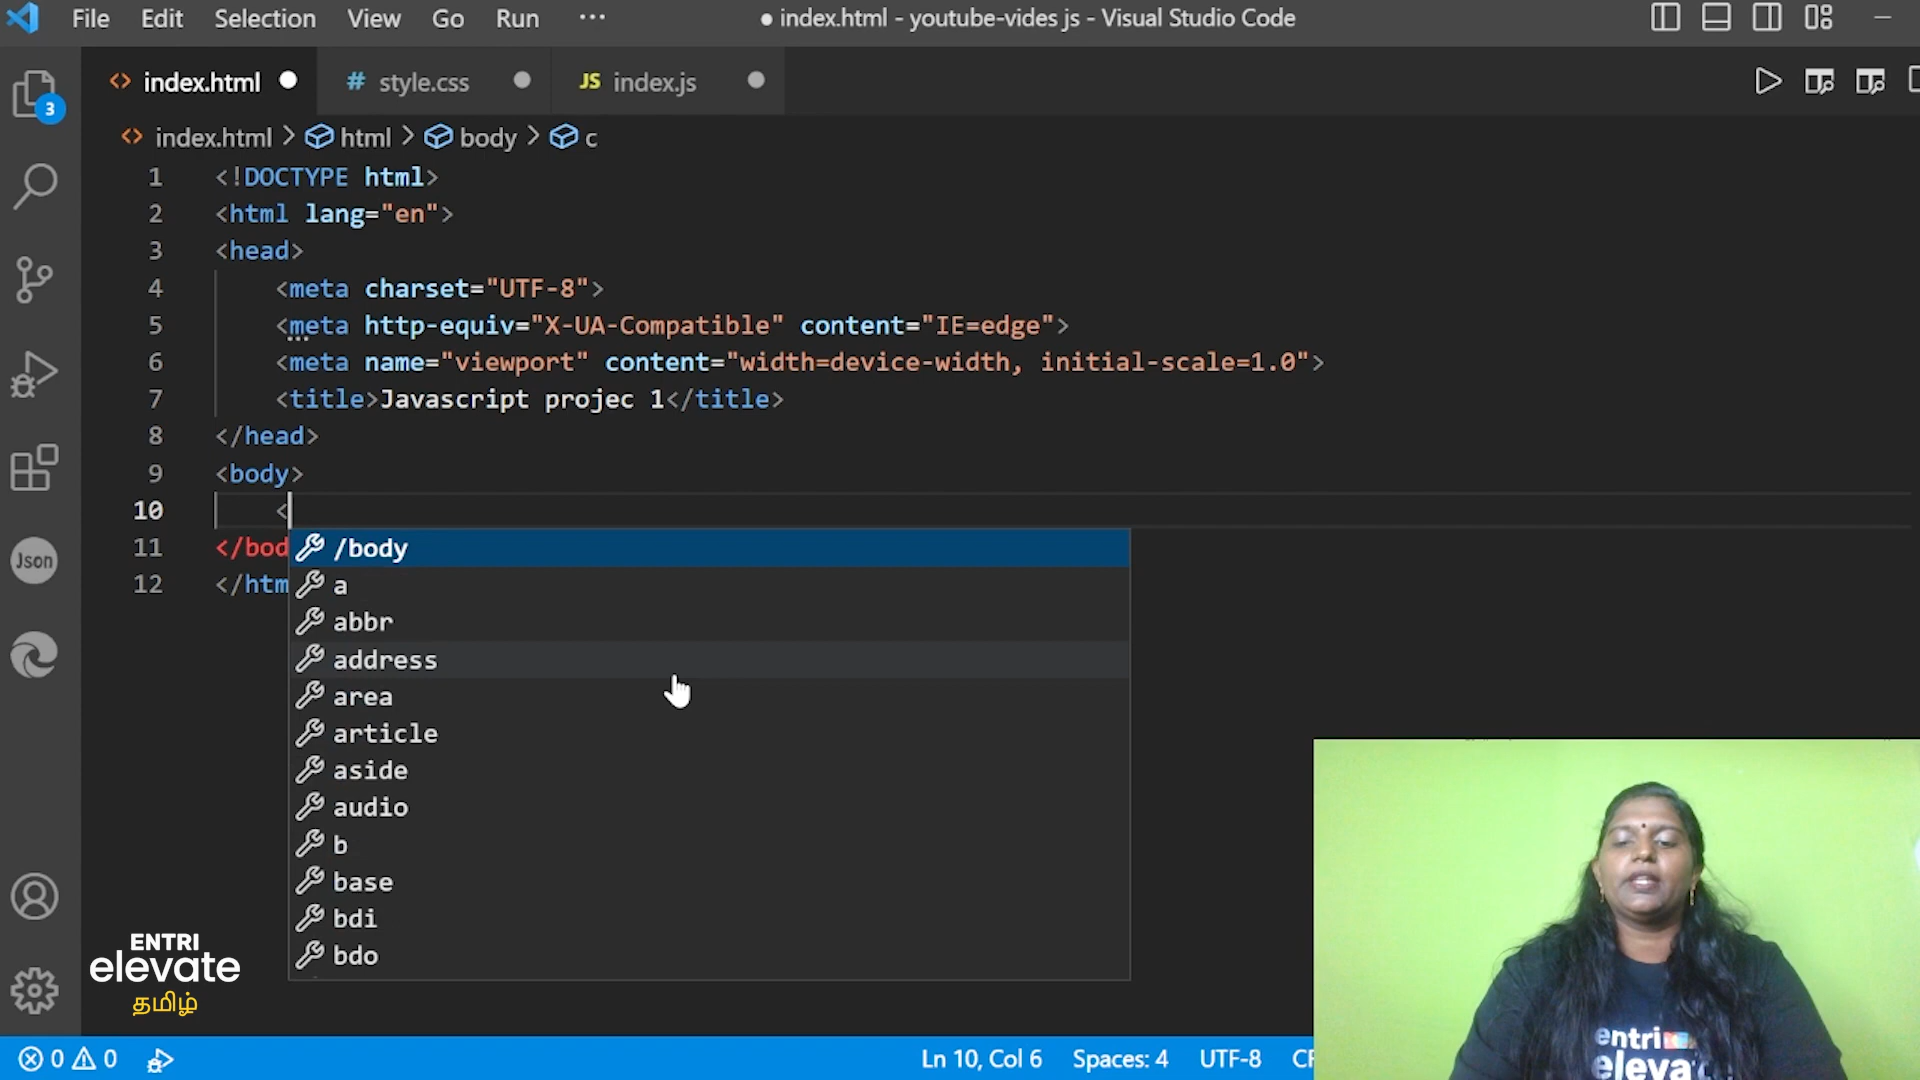 File Edit Selection View Go Run ··· ● index.html - youtube-vides js - Visual Studio Code
<> index.html ● # style.css ● JS index.js ●
3
<> index.html > html > body > c
1 <!DOCTYPE html>
2 <html lang="en">
3 <head>
4 <meta charset="UTF-8">
5 <meta http-equiv="X-UA-Compatible" content="IE=edge">
6 <meta name="viewport" content="width=device-width, initial-scale=1.0">
7 <title>Javascript projec 1</title>
8 </head>
9 <body>
10 <
11 </bod
12 </htm
/body
a
abbr
address
area
article
aside
audio
b
base
bdi
bdo
Json
ENTRI
elevate
தமிழ்
entri
elevat
0 0 Ln 10, Col 6 Spaces: 4 UTF-8